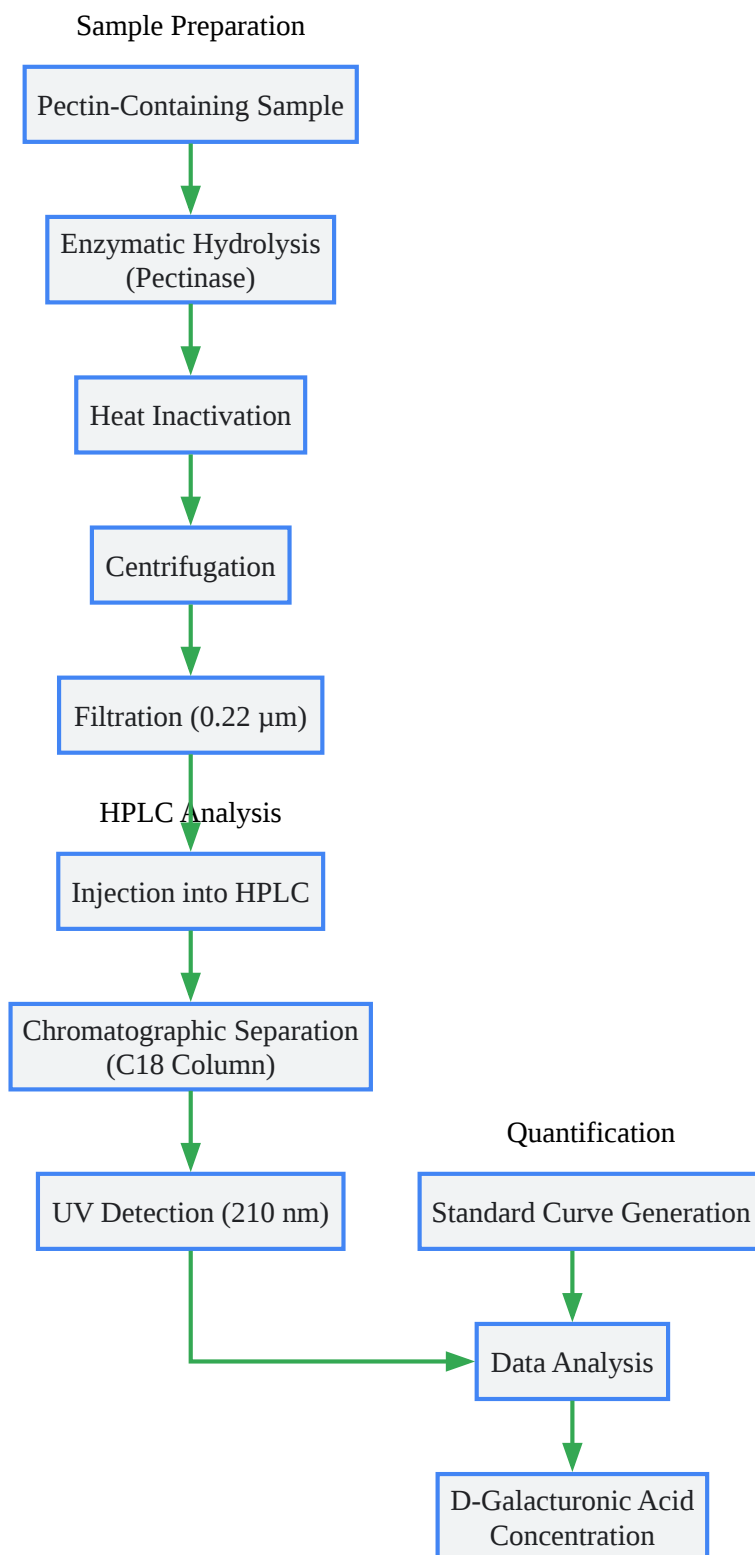 Sample Preparation
Pectin-Containing Sample
Enzymatic Hydrolysis
(Pectinase)
Heat Inactivation
Centrifugation
Filtration (0.22 µm)
HPLC Analysis
Injection into HPLC
Chromatographic Separation
(C18 Column)
UV Detection (210 nm)
Quantification
Standard Curve Generation
Data Analysis
D-Galacturonic Acid
Concentration